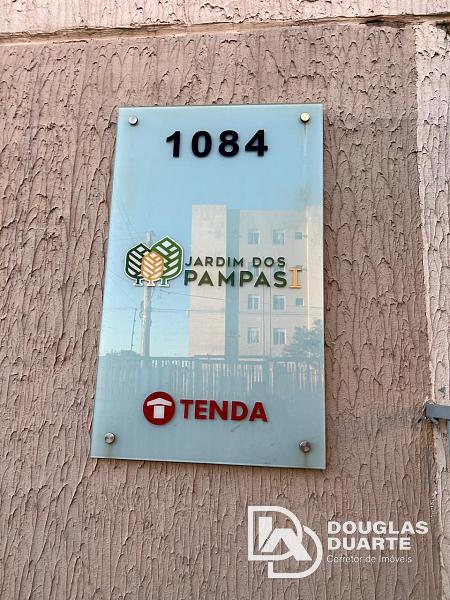 1084
JARDIM DOS
PAMPAS I
TENDA
DOUGLAS
DUARTE
Corretor de Imóveis